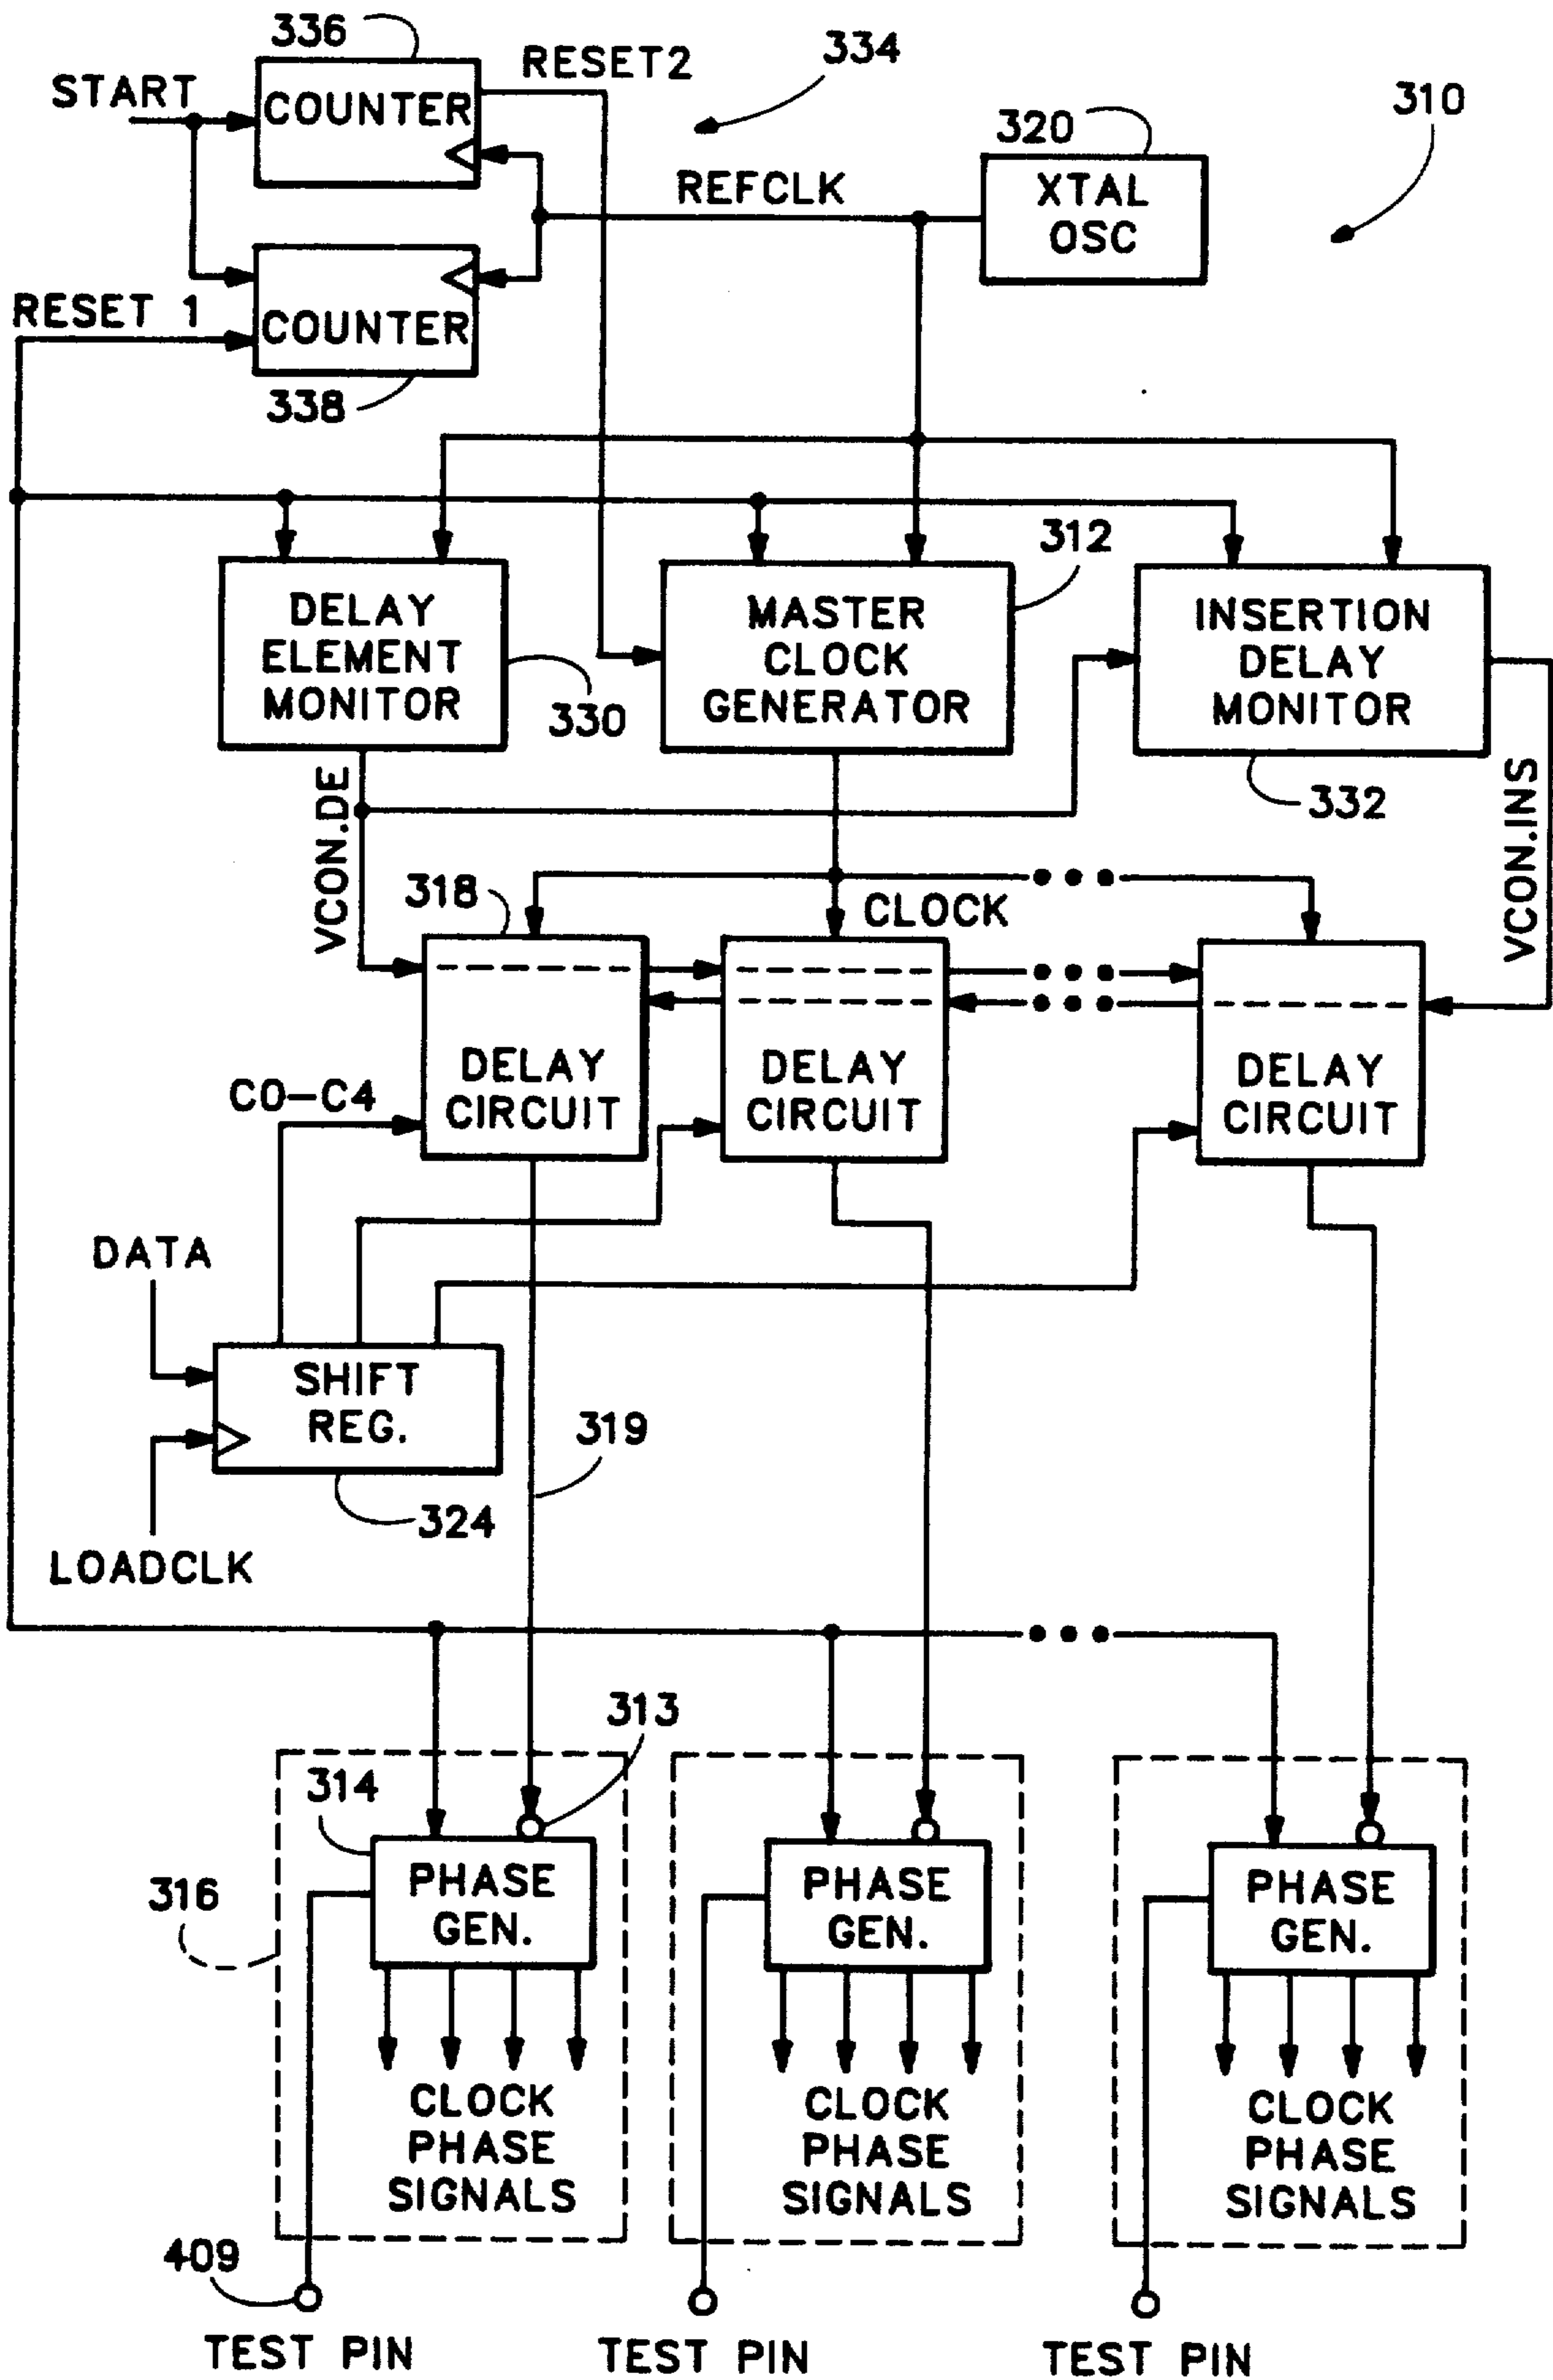 336
START
COUNTER
RESET2
334
310
320
XTAL
OSC
REFCLK
RESET 1
COUNTER
338
312
DELAY
ELEMENT
MONITOR
330
MASTER
CLOCK
GENERATOR
INSERTION
DELAY
MONITOR
332
VCON.DE
VCON.INS
318
CLOCK
DELAY
CIRCUIT
DELAY
CIRCUIT
DELAY
CIRCUIT
C0-C4
DATA
SHIFT
REG.
319
324
LOADCLK
313
314
316
PHASE
GEN.
PHASE
GEN.
PHASE
GEN.
CLOCK
PHASE
SIGNALS
CLOCK
PHASE
SIGNALS
CLOCK
PHASE
SIGNALS
409
TEST PIN
TEST PIN
TEST PIN